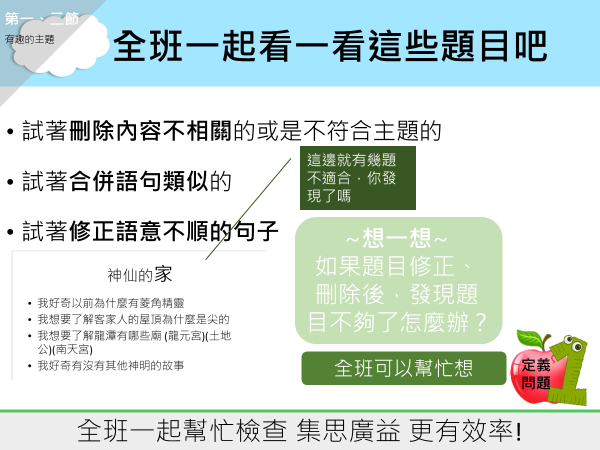 第一、二節
有趣的主題
全班一起看一看這些題目吧
• 試著刪除內容不相關的或是不符合主題的
• 試著合併語句類似的
• 試著修正語意不順的句子
這邊就有幾題
不適合，你發
現了嗎
神仙的家
• 我好奇以前為什麼有菱角精靈
• 我想要了解客家人的屋頂為什麼是尖的
• 我想要了解龍潭有哪些廟 (龍元宮)(土地
公)(南天宮)
• 我好奇有沒有其他神明的故事
~想一想~
如果題目修正、
刪除後，發現題
目不夠了怎麼辦？
全班可以幫忙想
定義
問題
1
全班一起幫忙檢查 集思廣益 更有效率!